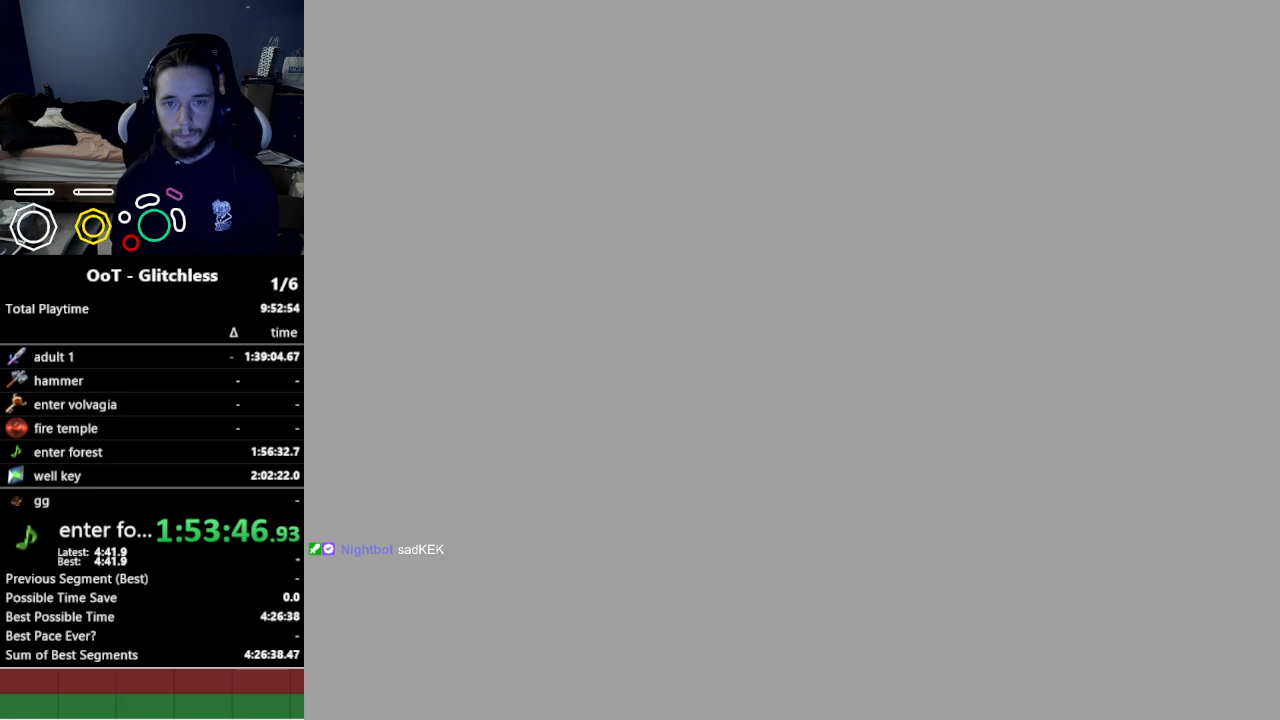 OoT - Glitchless
1/6
Total Playtime 9:52:54
Δ time
adult 1 - 1:39:04.67
hammer - -
enter volvagia - -
fire temple - -
enter forest 1:56:32.7
well key 2:02:22.0
gg -
enter fo... 1:53:46.93
Latest: 4:41.9
Best: 4:41.9 -
Previous Segment (Best) -
Possible Time Save 0.0
Best Possible Time 4:26:38
Best Pace Ever? -
Sum of Best Segments 4:26:38.47
Nightbot sadKEK